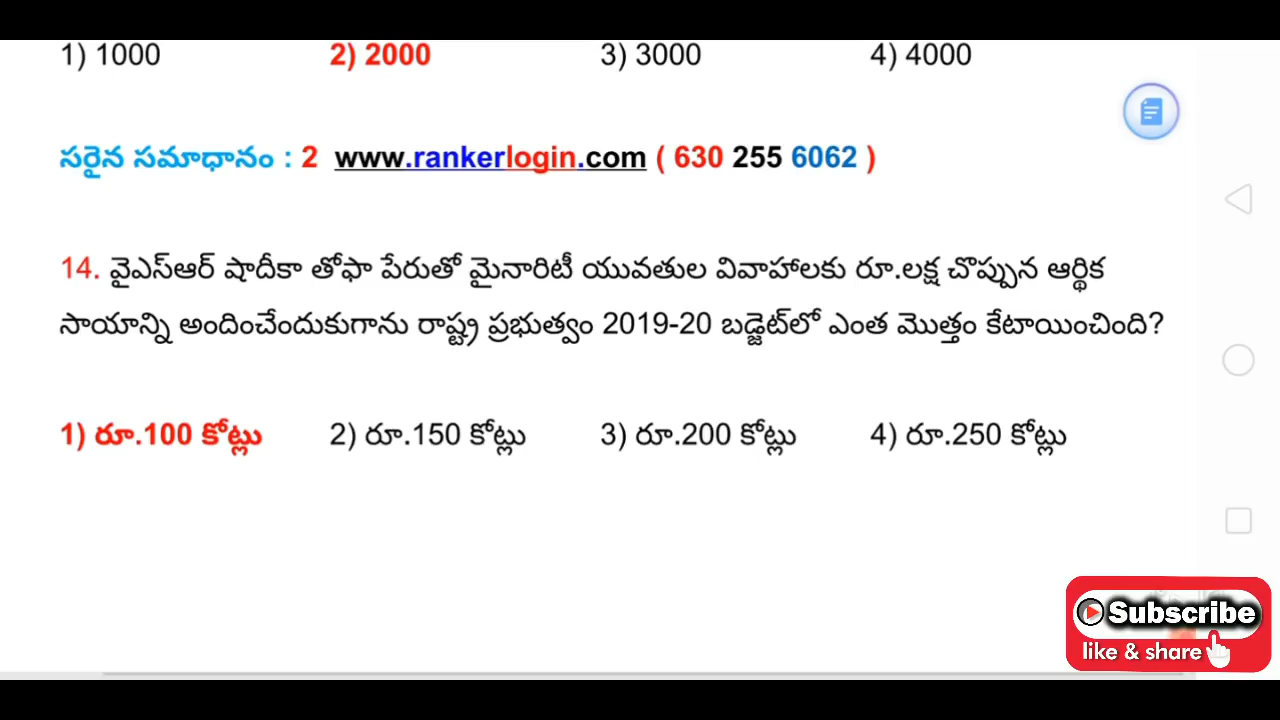 1) 1000 2) 2000 3) 3000 4) 4000
సరైన సమాధానం : 2 www.rankerlogin.com ( 630 255 6062 )
14. వైఎస్ఆర్ షాదీకా తోఫా పేరుతో మైనారిటీ యువతుల వివాహాలకు రూ.లక్ష చొప్పున ఆర్థిక
సాయాన్ని అందించేందుకుగాను రాష్ట్ర ప్రభుత్వం 2019-20 బడ్జెట్‌లో ఎంత మొత్తం కేటాయించింది?
1) రూ.100 కోట్లు 2) రూ.150 కోట్లు 3) రూ.200 కోట్లు 4) రూ.250 కోట్లు
Subscribe
like & share